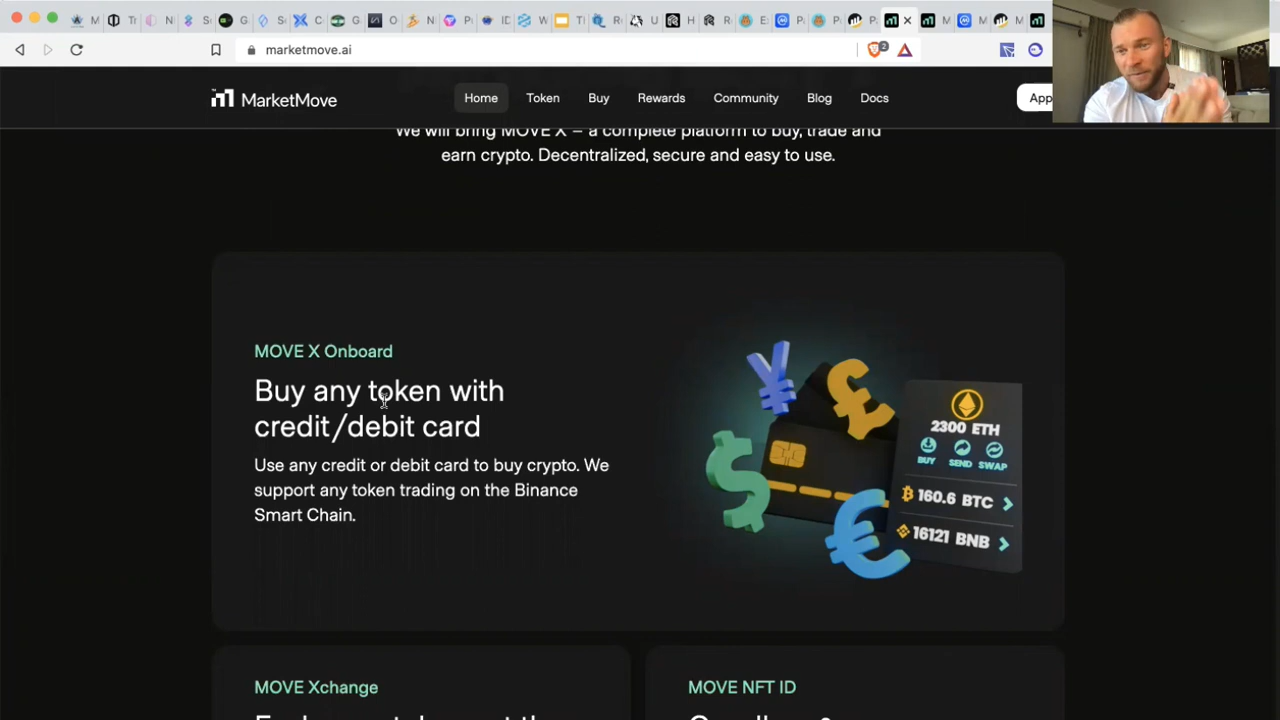 marketmove.ai
2
MarketMove
Home
Token
Buy
Rewards
Community
Blog
Docs
App
We will bring MOVE X – a complete platform to buy, trade and
earn crypto. Decentralized, secure and easy to use.
MOVE X Onboard
Buy any token with
credit/debit card
Use any credit or debit card to buy crypto. We
support any token trading on the Binance
Smart Chain.
2300 ETH
BUY SEND SWAP
160.6 BTC
16121 BNB
MOVE Xchange
MOVE NFT ID